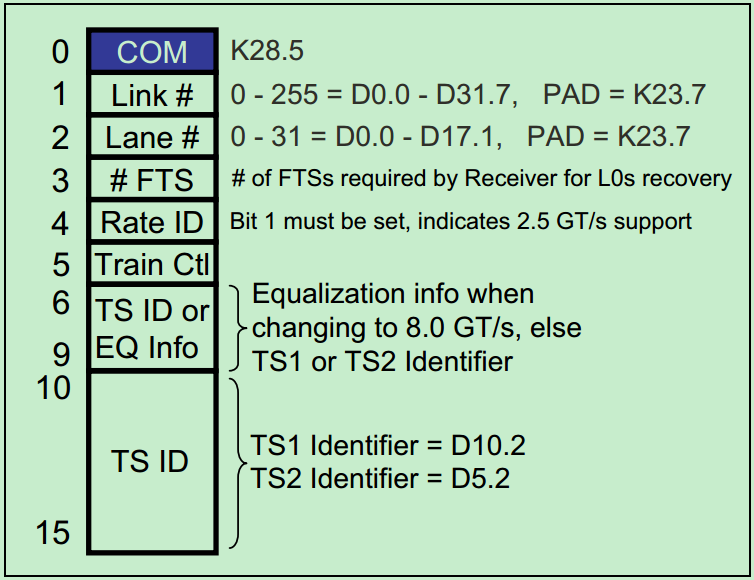 0 COM K28.5
1 Link # 0 - 255 = D0.0 - D31.7, PAD = K23.7
2 Lane # 0 - 31 = D0.0 - D17.1, PAD = K23.7
3 # FTS # of FTSs required by Receiver for L0s recovery
4 Rate ID Bit 1 must be set, indicates 2.5 GT/s support
5 Train Ctl
6 TS ID or Equalization info when
changing to 8.0 GT/s, else
9 EQ Info TS1 or TS2 Identifier
10
TS ID TS1 Identifier = D10.2
TS2 Identifier = D5.2
15